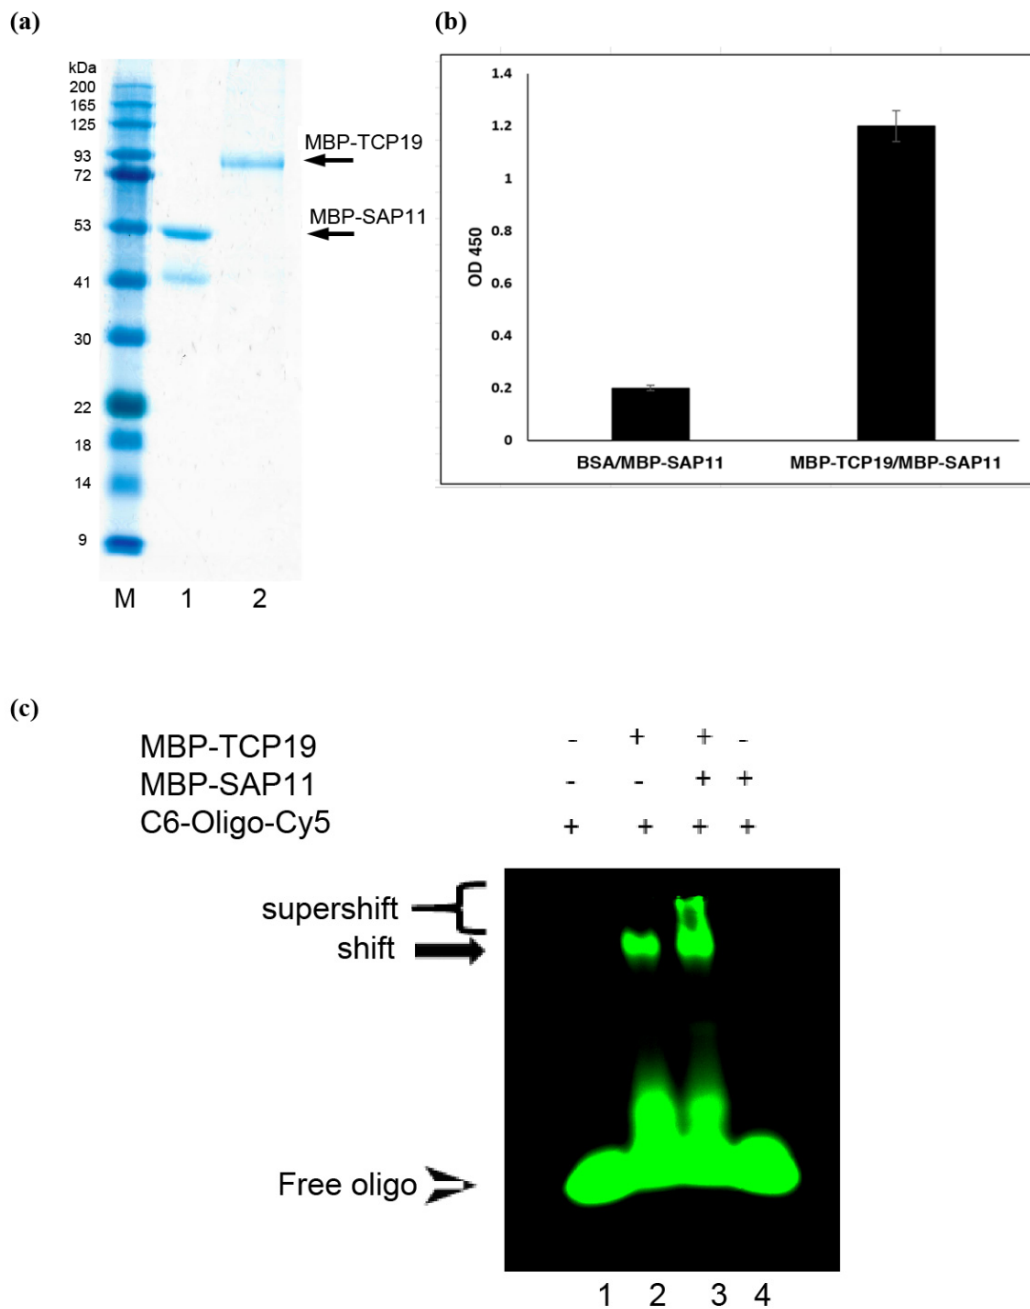 (a)
kDa
200
165
125
93
72
53
41
30
22
18
14
9
MBP-TCP19
MBP-SAP11
M 1 2
(b)
1.4
1.2
1
0.8
0.6
0.4
0.2
0
OD 450
BSA/MBP-SAP11 MBP-TCP19/MBP-SAP11
(c)
MBP-TCP19 - + + -
MBP-SAP11 - - + +
C6-Oligo-Cy5 + + + +
supershift
shift
Free oligo
1 2 3 4